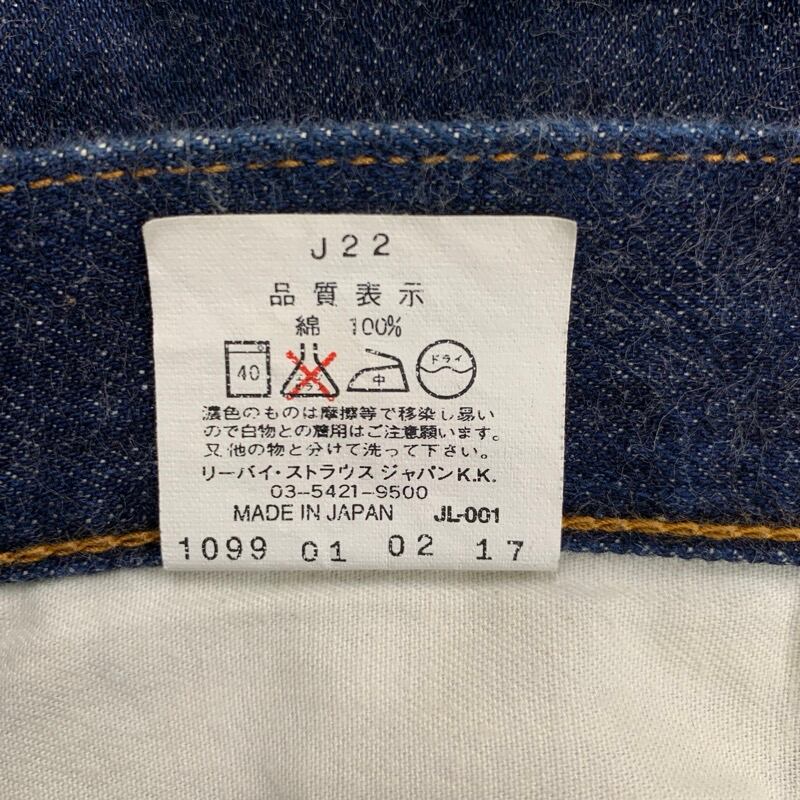 J22
品質表示
綿 100%
40 中 ドライ
濃色のものは摩擦等で移染し易い
ので白物との着用はご注意願います。
又他の物と分けて洗って下さい。
リーバイ・ストラウス ジャパンK.K.
03-5421-9500
MADE IN JAPAN JL-001
1099 01 02 17